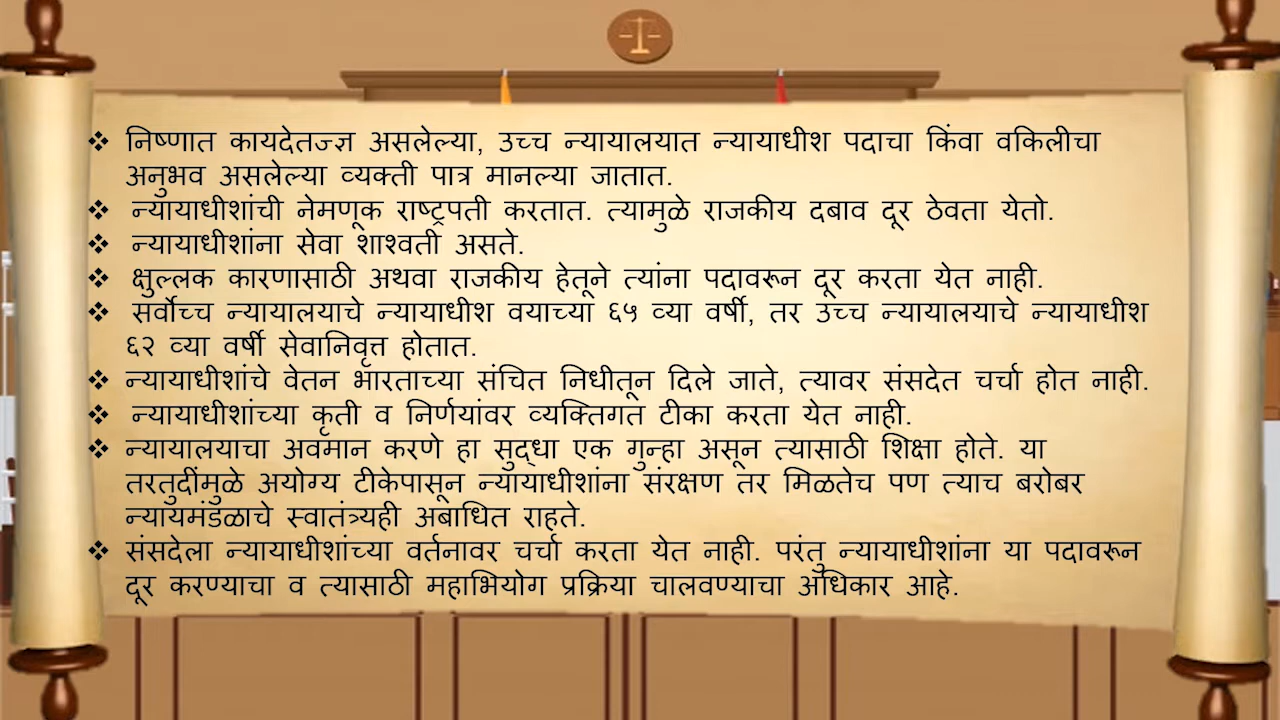 ❖ निष्णात कायदेतज्ज्ञ असलेल्या, उच्च न्यायालयात न्यायाधीश पदाचा किंवा वकिलीचा
अनुभव असलेल्या व्यक्ती पात्र मानल्या जातात.
❖ न्यायाधीशांची नेमणूक राष्ट्रपती करतात. त्यामुळे राजकीय दबाव दूर ठेवता येतो.
❖ न्यायाधीशांना सेवा शाश्वती असते.
❖ क्षुल्लक कारणासाठी अथवा राजकीय हेतूने त्यांना पदावरून दूर करता येत नाही.
❖ सर्वोच्च न्यायालयाचे न्यायाधीश वयाच्या ६५ व्या वर्षी, तर उच्च न्यायालयाचे न्यायाधीश
६२ व्या वर्षी सेवानिवृत्त होतात.
❖ न्यायाधीशांचे वेतन भारताच्या संचित निधीतून दिले जाते, त्यावर संसदेत चर्चा होत नाही.
❖ न्यायाधीशांच्या कृती व निर्णयांवर व्यक्तिगत टीका करता येत नाही.
❖ न्यायालयाचा अवमान करणे हा सुद्धा एक गुन्हा असून त्यासाठी शिक्षा होते. या
तरतुदींमुळे अयोग्य टीकेपासून न्यायाधीशांना संरक्षण तर मिळतेच पण त्याच बरोबर
न्यायमंडळाचे स्वातंत्र्यही अबाधित राहते.
❖ संसदेला न्यायाधीशांच्या वर्तनावर चर्चा करता येत नाही. परंतु न्यायाधीशांना या पदावरून
दूर करण्याचा व त्यासाठी महाभियोग प्रक्रिया चालवण्याचा अधिकार आहे.